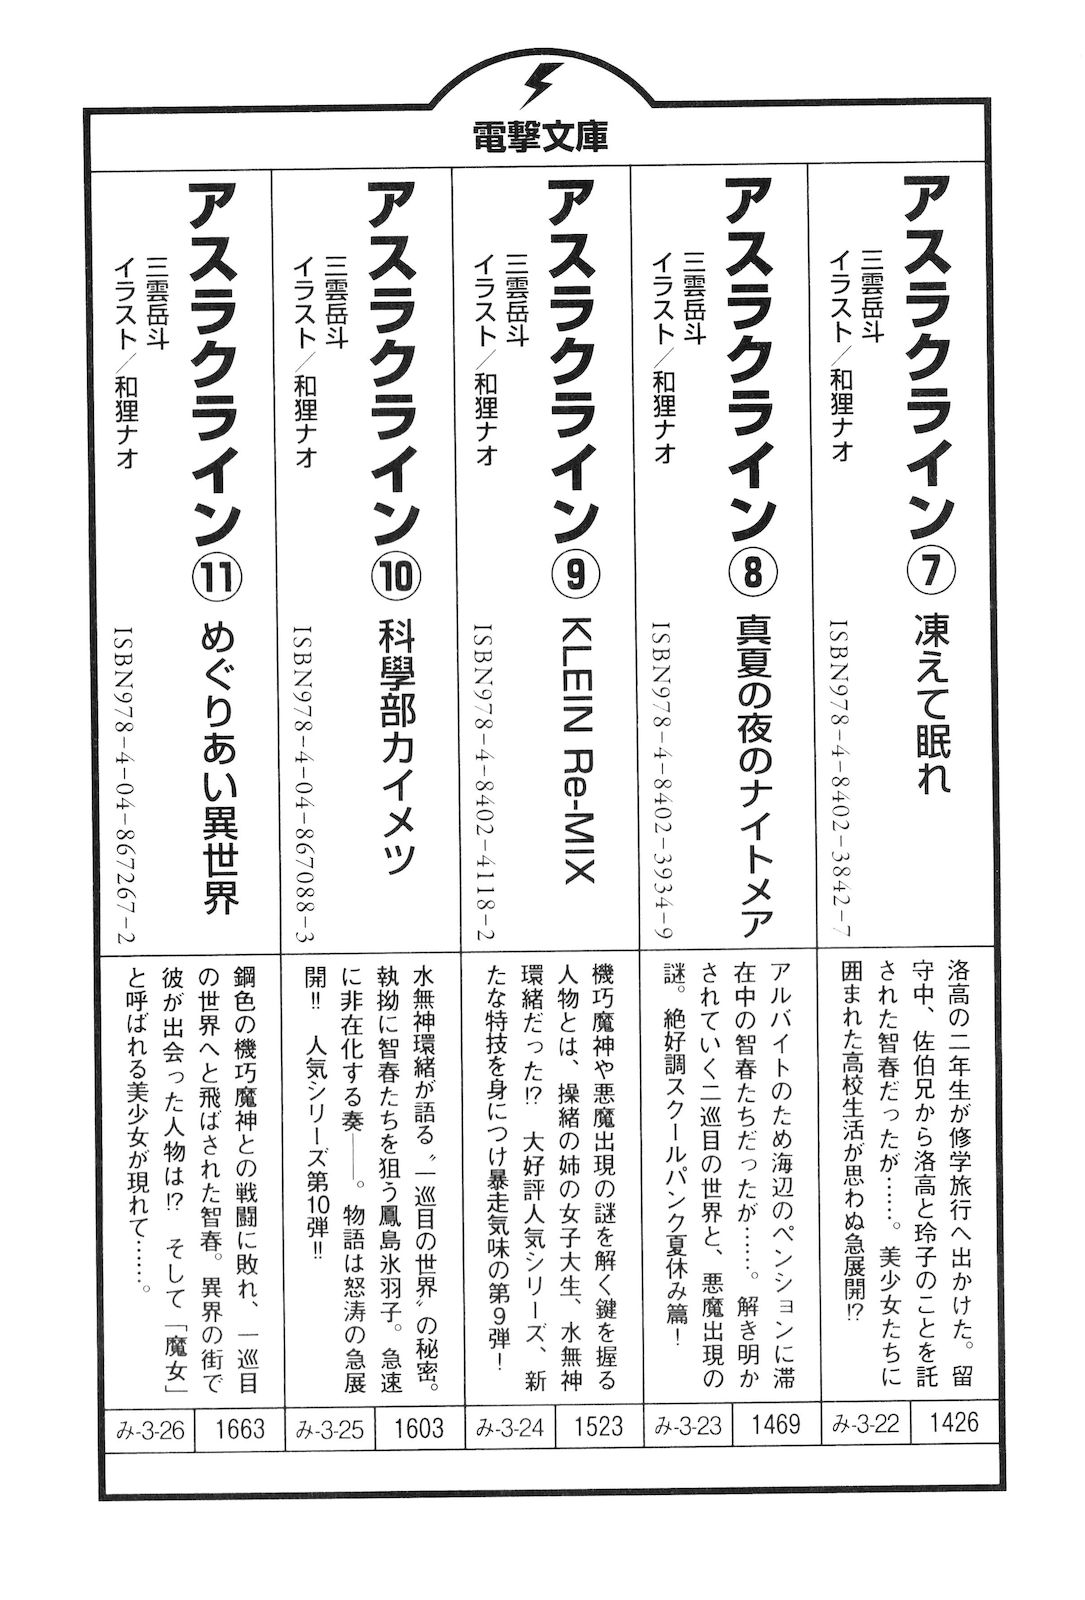 電撃文庫
アスラクライン⑦ 凍えて眠れ
三雲岳斗
イラスト/和狸ナオ
ISBN978-4-8402-3842-7
洛高の二年生が修学旅行へ出かけた。留
守中、佐伯兄から洛高と玲子のことを託
された智春だったが……。美少女たちに
囲まれた高校生活が思わぬ急展開!?
み-3-22
1426
アスラクライン⑧ 真夏の夜のナイトメア
三雲岳斗
イラスト/和狸ナオ
ISBN978-4-8402-3934-9
アルバイトのため海辺のペンションに滞
在中の智春たちだったが……。解き明か
されていく二巡目の世界と、悪魔出現の
謎。絶好調スクールパンク夏休み篇!
み-3-23
1469
アスラクライン⑨ KLEIN Re-MIX
三雲岳斗
イラスト/和狸ナオ
ISBN978-4-8402-4118-2
機巧魔神や悪魔出現の謎を解く鍵を握る
人物とは、操緒の姉の女子大生、水無神
環緒だった!? 大好評人気シリーズ、新
たな特技を身につけ暴走気味の第9弾!
み-3-24
1523
アスラクライン⑩ 科學部カイメツ
三雲岳斗
イラスト/和狸ナオ
ISBN978-4-04-867088-3
水無神環緒が語る〝一巡目の世界〟の秘密。
執拗に智春たちを狙う鳳島氷羽子。急速
に非在化する奏——。物語は怒涛の急展
開!! 人気シリーズ第10弾!!
み-3-25
1603
アスラクライン⑪ めぐりあい異世界
三雲岳斗
イラスト/和狸ナオ
ISBN978-4-04-867267-2
鋼色の機巧魔神との戦闘に敗れ、一巡目
の世界へと飛ばされた智春。異界の街で
彼が出会った人物は!? そして「魔女」
と呼ばれる美少女が現れて……。
み-3-26
1663